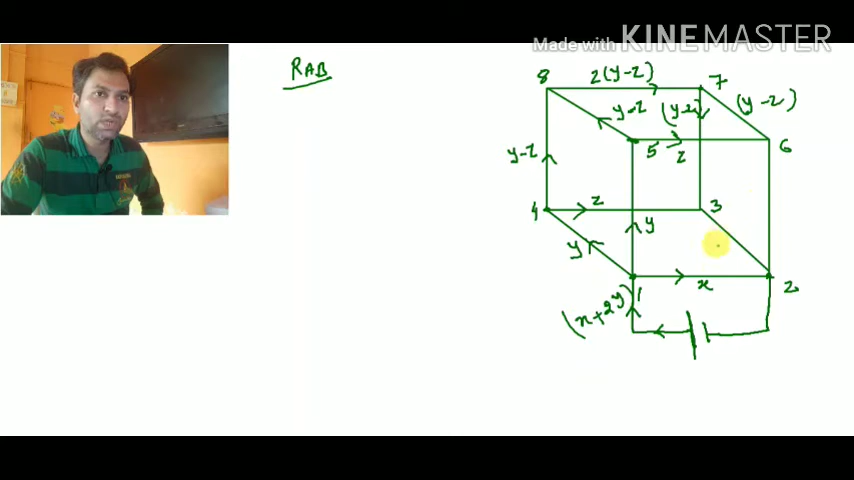 Made with KINEMASTER
RAB
8 2(y-z) 7
y-z (y-z) (y-z)
5 z 6
y-z
4 z 3
y y
1 x 2
(x+2y)